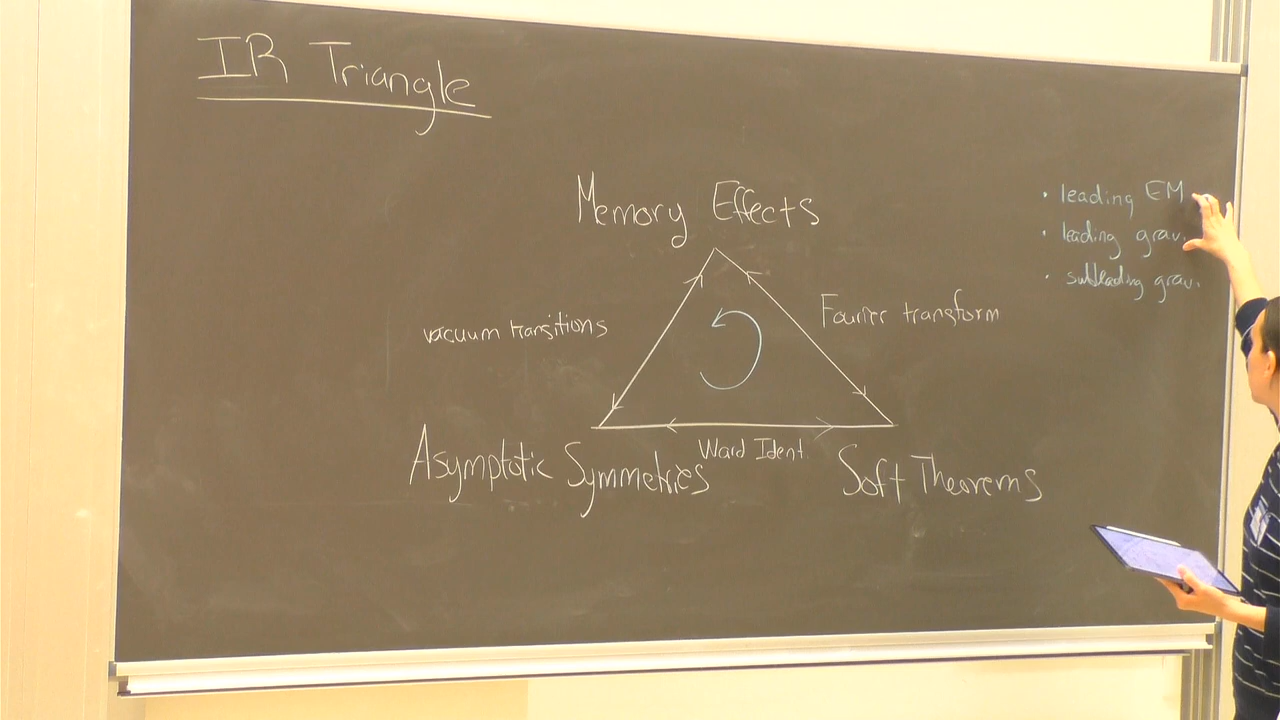 IR Triangle
Memory Effects
• leading EM
• leading grav.
• subleading grav.
vacuum transitions
Fourier transform
Ward Ident.
Asymptotic Symmetries
Soft Theorems